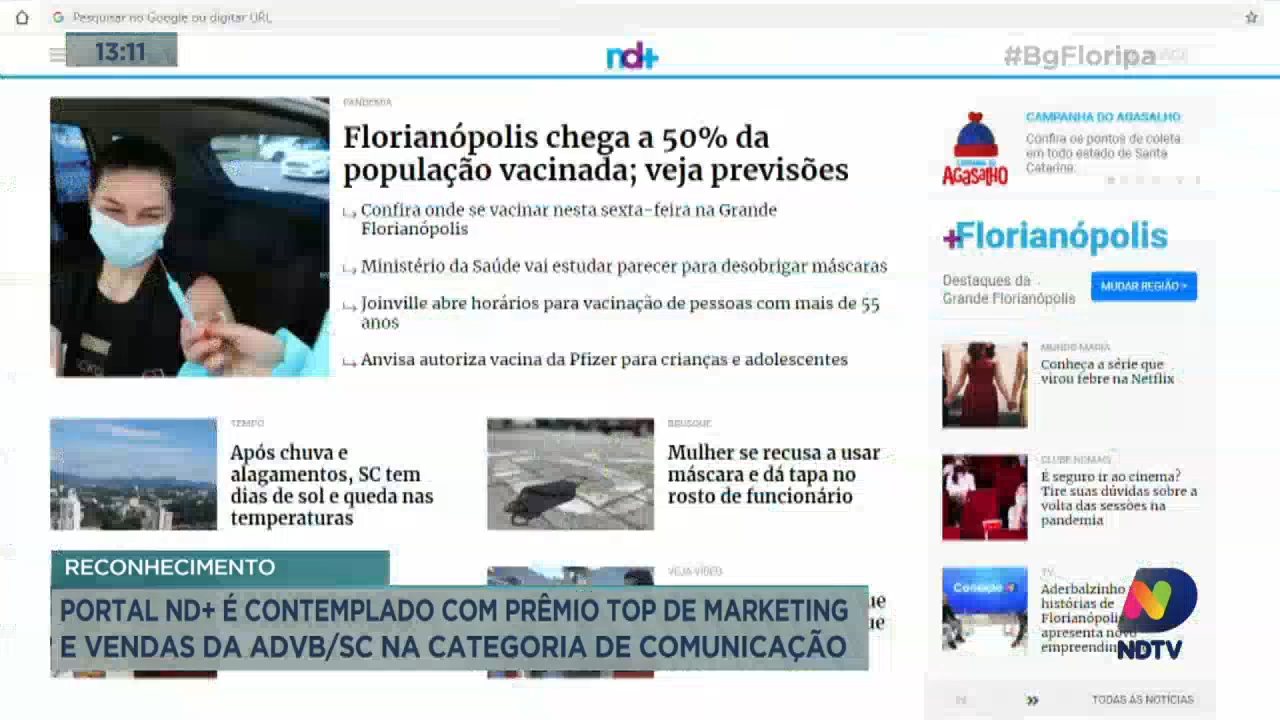 Pesquisar no Google ou digitar URL
13:11
nd+
#BgFloripa
PANDEMIA
Florianópolis chega a 50% da
população vacinada; veja previsões
Confira onde se vacinar nesta sexta-feira na Grande
Florianópolis
Ministério da Saúde vai estudar parecer para desobrigar máscaras
Joinville abre horários para vacinação de pessoas com mais de 55
anos
Anvisa autoriza vacina da Pfizer para crianças e adolescentes
TEMPO
Após chuva e
alagamentos, SC tem
dias de sol e queda nas
temperaturas
BRUSQUE
Mulher se recusa a usar
máscara e dá tapa no
rosto de funcionário
VEJA VÍDEO
ue
ue
CAMPANHA DO AGASALHO
Confira os pontos de coleta
em todo estado de Santa
Catarina.
CAMPANHA DO
AGASALHO
+Florianópolis
Destaques da
Grande Florianópolis
MUDAR REGIÃO >
MUNDO MARIA
Conheça a série que
virou febre na Netflix
CLUBE NOMAG
É seguro ir ao cinema?
Tire suas dúvidas sobre a
volta das sessões na
pandemia
TV
Aderbalzinho
histórias de
Florianópolis
apresenta novo
empreendin
TODAS AS NOTÍCIAS
RECONHECIMENTO
PORTAL ND+ É CONTEMPLADO COM PRÊMIO TOP DE MARKETING
E VENDAS DA ADVB/SC NA CATEGORIA DE COMUNICAÇÃO
NDTV